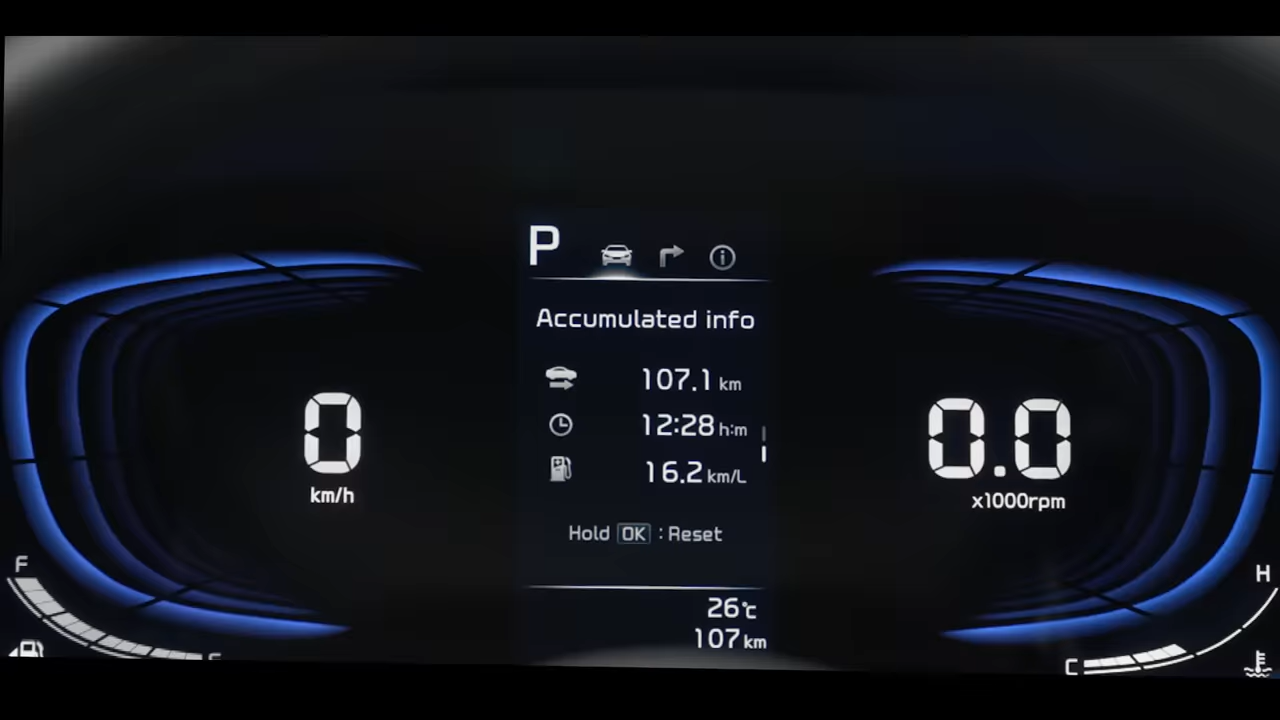 P
Accumulated info
107.1 km
12:28 h:m
16.2 km/L
Hold OK : Reset
26℃
107 km
0
km/h
0.0
x1000rpm
F
H
C